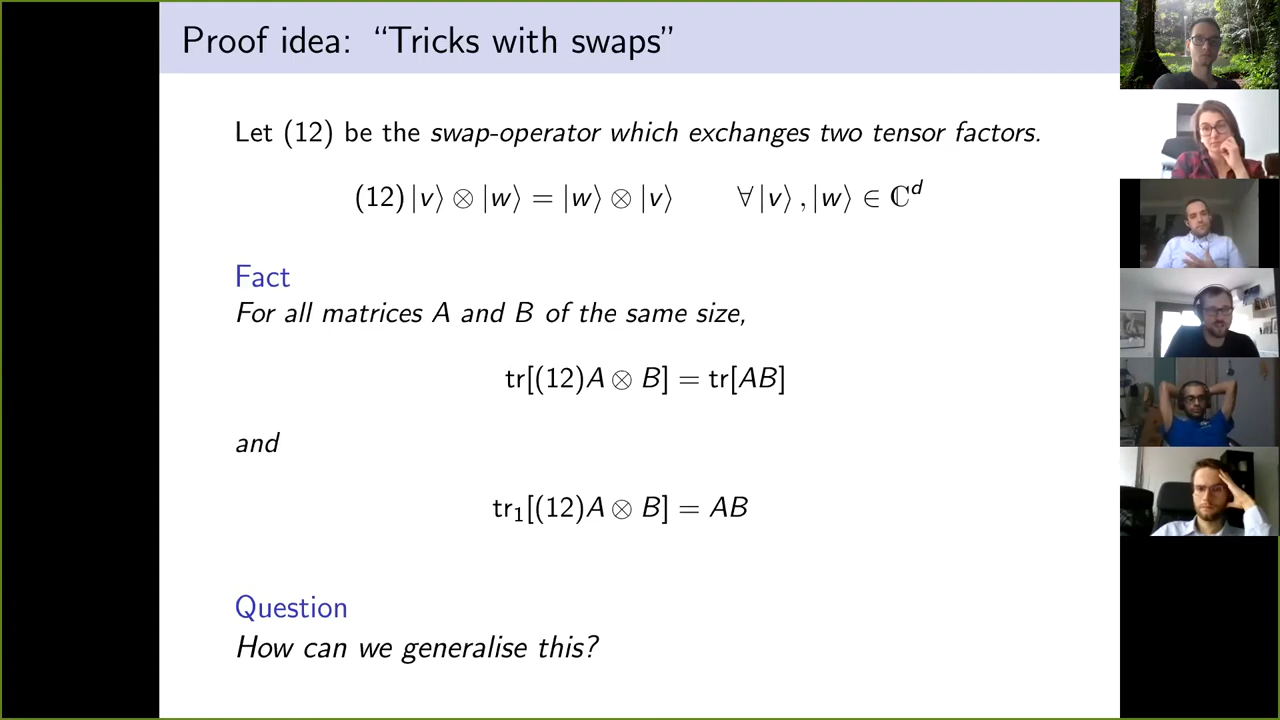 Proof idea: “Tricks with swaps”
Let (12) be the swap-operator which exchanges two tensor factors.
(12) |v⟩ ⊗ |w⟩ = |w⟩ ⊗ |v⟩   ∀ |v⟩ , |w⟩ ∈ ℂᵈ
Fact
For all matrices A and B of the same size,
tr[(12)A ⊗ B] = tr[AB]
and
tr₁[(12)A ⊗ B] = AB
Question
How can we generalise this?